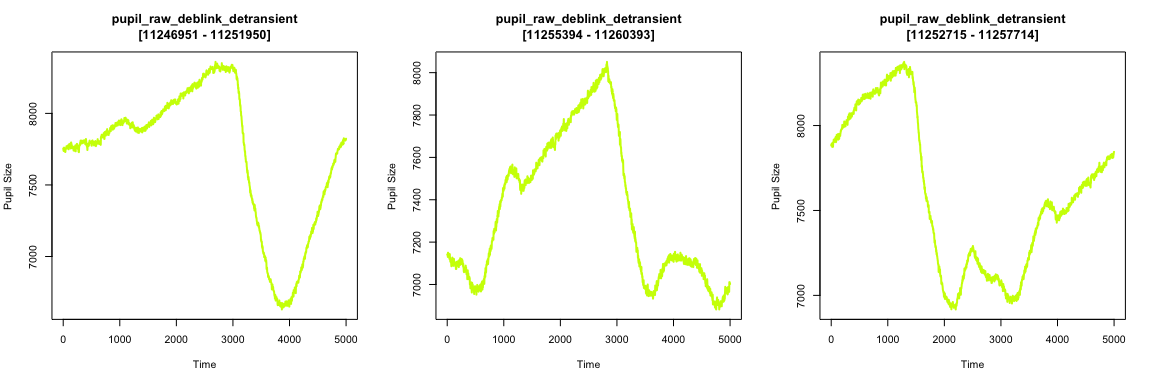 pupil_raw_deblink_detransient
[11246951 - 11251950]
Pupil Size
8000
7500
7000
0 1000 2000 3000 4000 5000
Time
pupil_raw_deblink_detransient
[11255394 - 11260393]
Pupil Size
8000
7800
7600
7400
7200
7000
0 1000 2000 3000 4000 5000
Time
pupil_raw_deblink_detransient
[11252715 - 11257714]
Pupil Size
8000
7500
7000
0 1000 2000 3000 4000 5000
Time